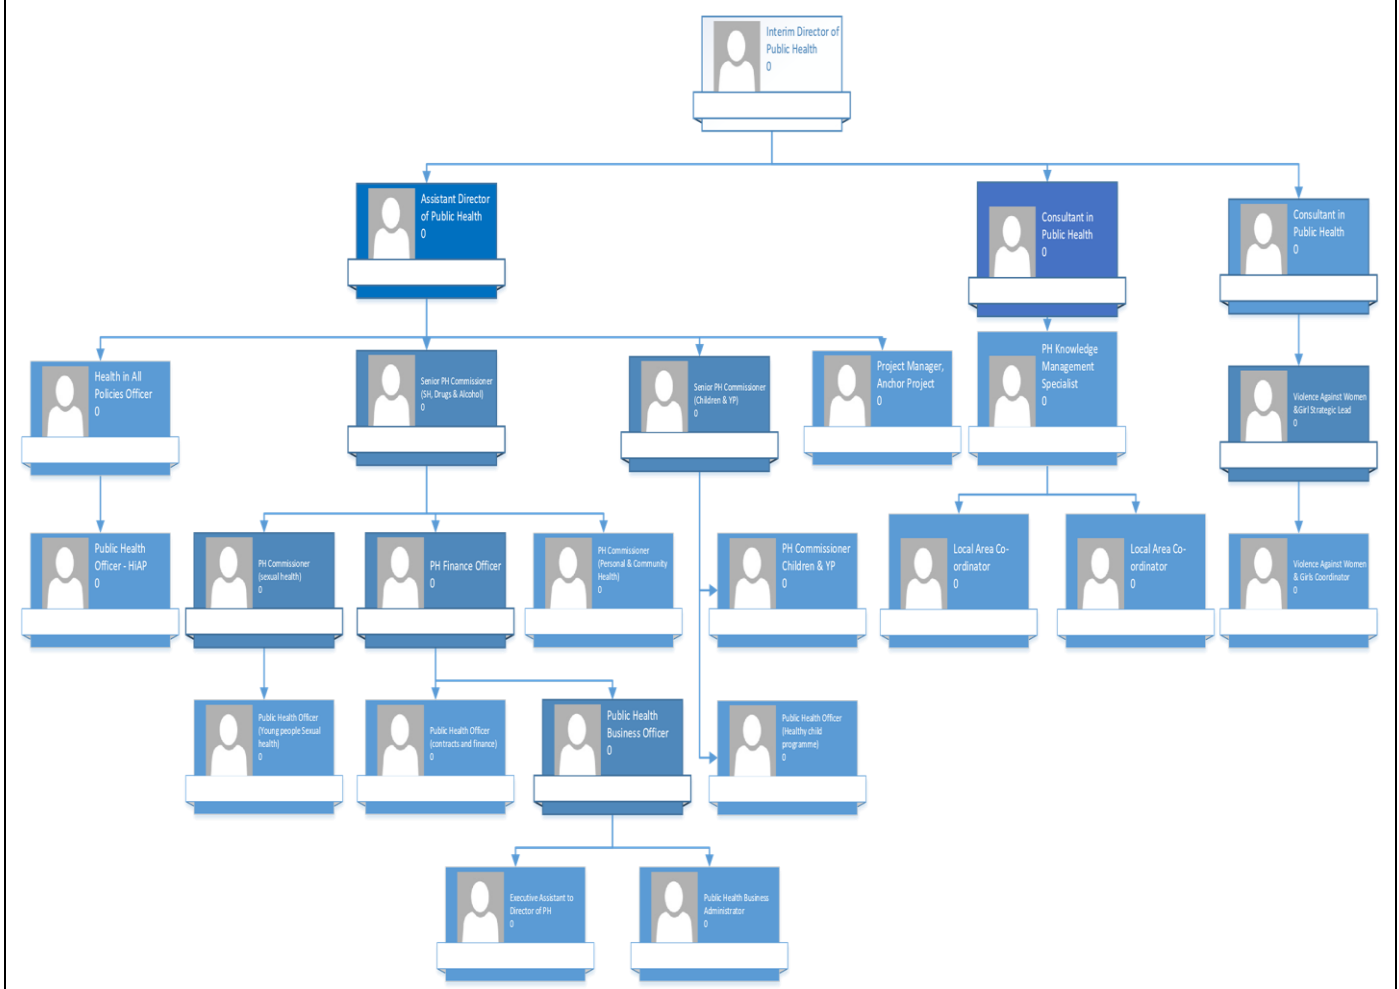 Interim Director of
Public Health
0
Assistant Director
of Public Health
0
Consultant in
Public Health
0
Consultant in
Public Health
0
Health in All
Policies Officer
0
Senior PH Commissioner
(SH, Drugs & Alcohol)
0
Senior PH Commissioner
(Children & YP)
0
Project Manager,
Anchor Project
0
PH Knowledge
Management
Specialist
0
Violence Against Women
&Girl Strategic Lead
0
Public Health
Officer - HiAP
0
PH Commissioner
(sexual health)
0
PH Finance Officer
0
PH Commissioner
(Personal & Community
Health)
0
PH Commissioner
Children & YP
0
Local Area Co-
ordinator
0
Local Area Co-
ordinator
0
Violence Against Women
& Girls Coordinator
0
Public Health Officer
(Young people Sexual
health)
0
Public Health Officer
(contracts and finance)
0
Public Health
Business Officer
0
Public Health Officer
(Healthy child
programme)
0
Executive Assistant to
Director of PH
0
Public Health Business
Administrator
0